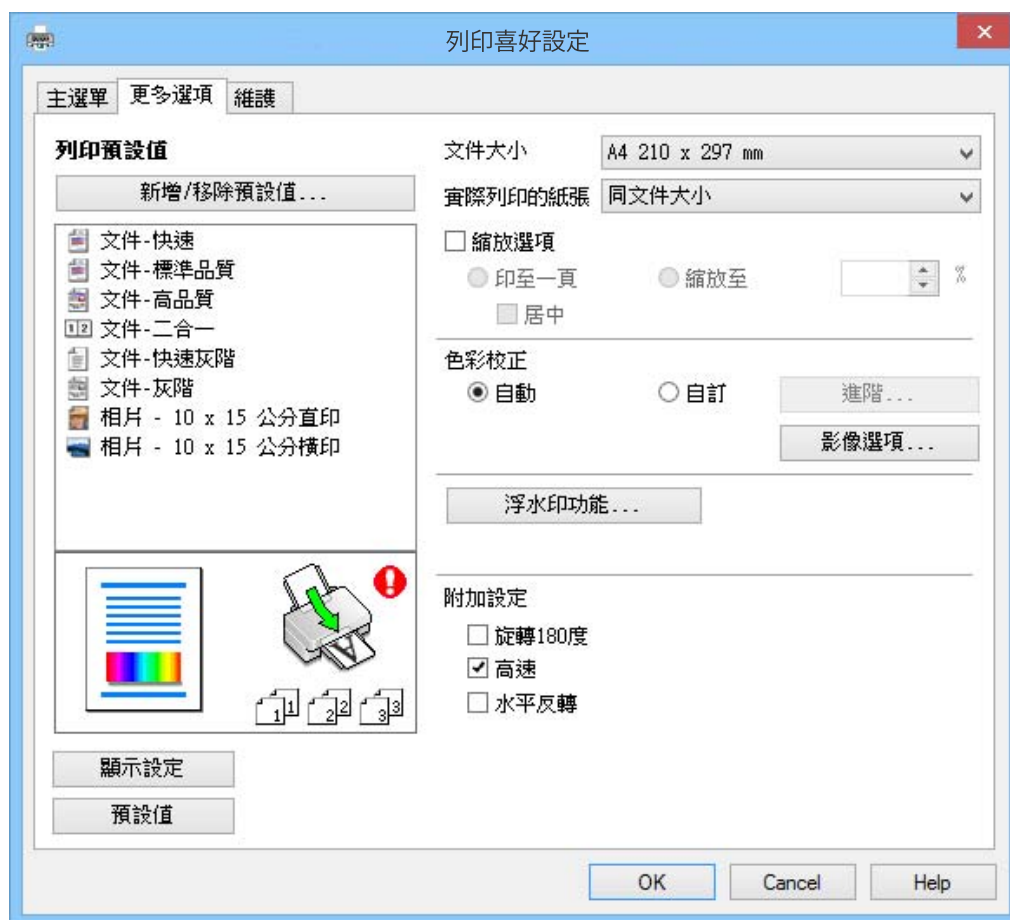 列印喜好設定
主選單
更多選項
維護
列印預設值
新增/移除預設值...
文件-快速
文件-標準品質
文件-高品質
文件-二合一
文件-快速灰階
文件-灰階
相片 - 10 x 15 公分直印
相片 - 10 x 15 公分橫印
1 1 2 2 3 3
顯示設定
預設值
文件大小
A4 210 x 297 mm
實際列印的紙張
同文件大小
縮放選項
印至一頁
縮放至
%
居中
色彩校正
自動
自訂
進階...
影像選項...
浮水印功能...
附加設定
旋轉180度
高速
水平反轉
OK
Cancel
Help